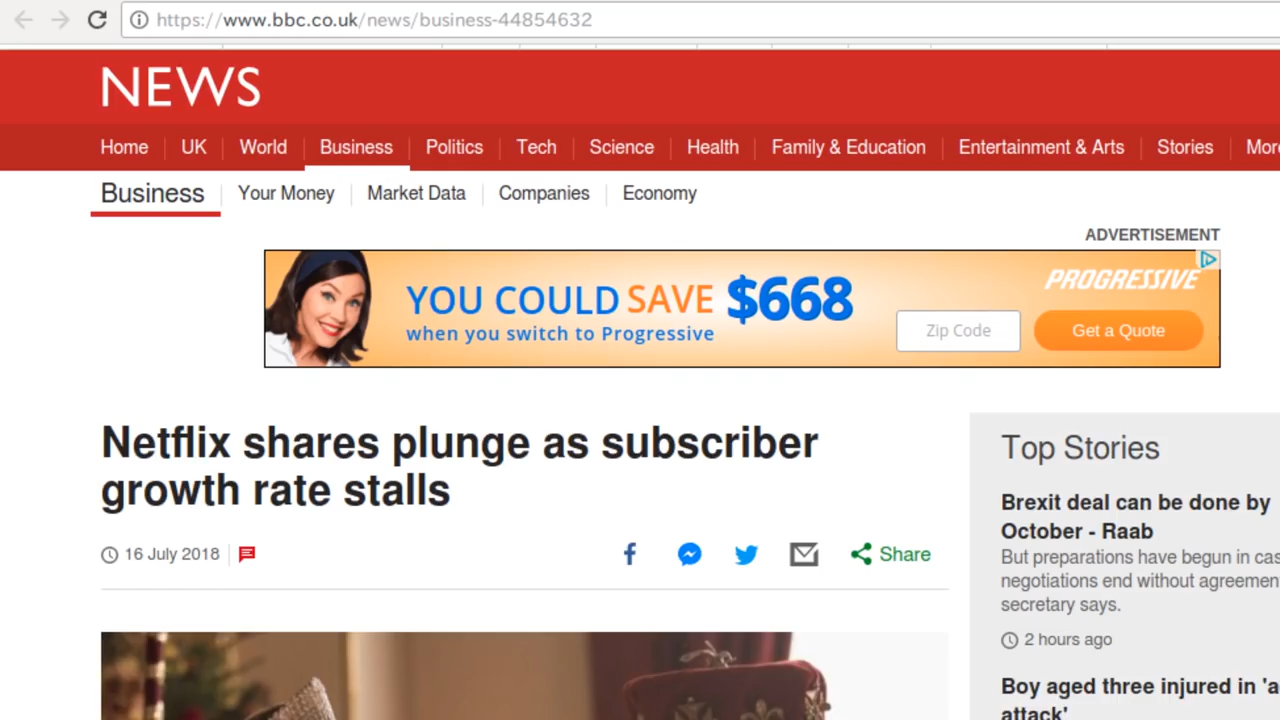 https://www.bbc.co.uk/news/business-44854632
NEWS
Home UK World Business Politics Tech Science Health Family & Education Entertainment & Arts Stories More
Business Your Money Market Data Companies Economy
ADVERTISEMENT
YOU COULD SAVE $668
when you switch to Progressive
PROGRESSIVE
Zip Code
Get a Quote
Netflix shares plunge as subscriber
growth rate stalls
16 July 2018
Share
Top Stories
Brexit deal can be done by
October - Raab
But preparations have begun in
negotiations end without
secretary says.
2 hours ago
Boy aged three injured in
attack'